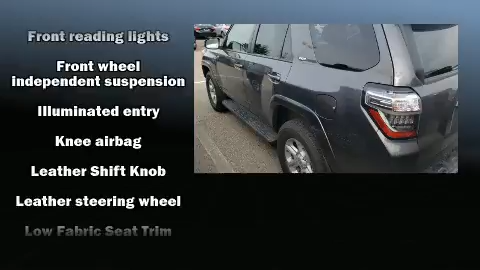 Front reading lights
Front wheel
independent suspension
Illuminated entry
Knee airbag
Leather Shift Knob
Leather steering wheel
Low Fabric Seat Trim